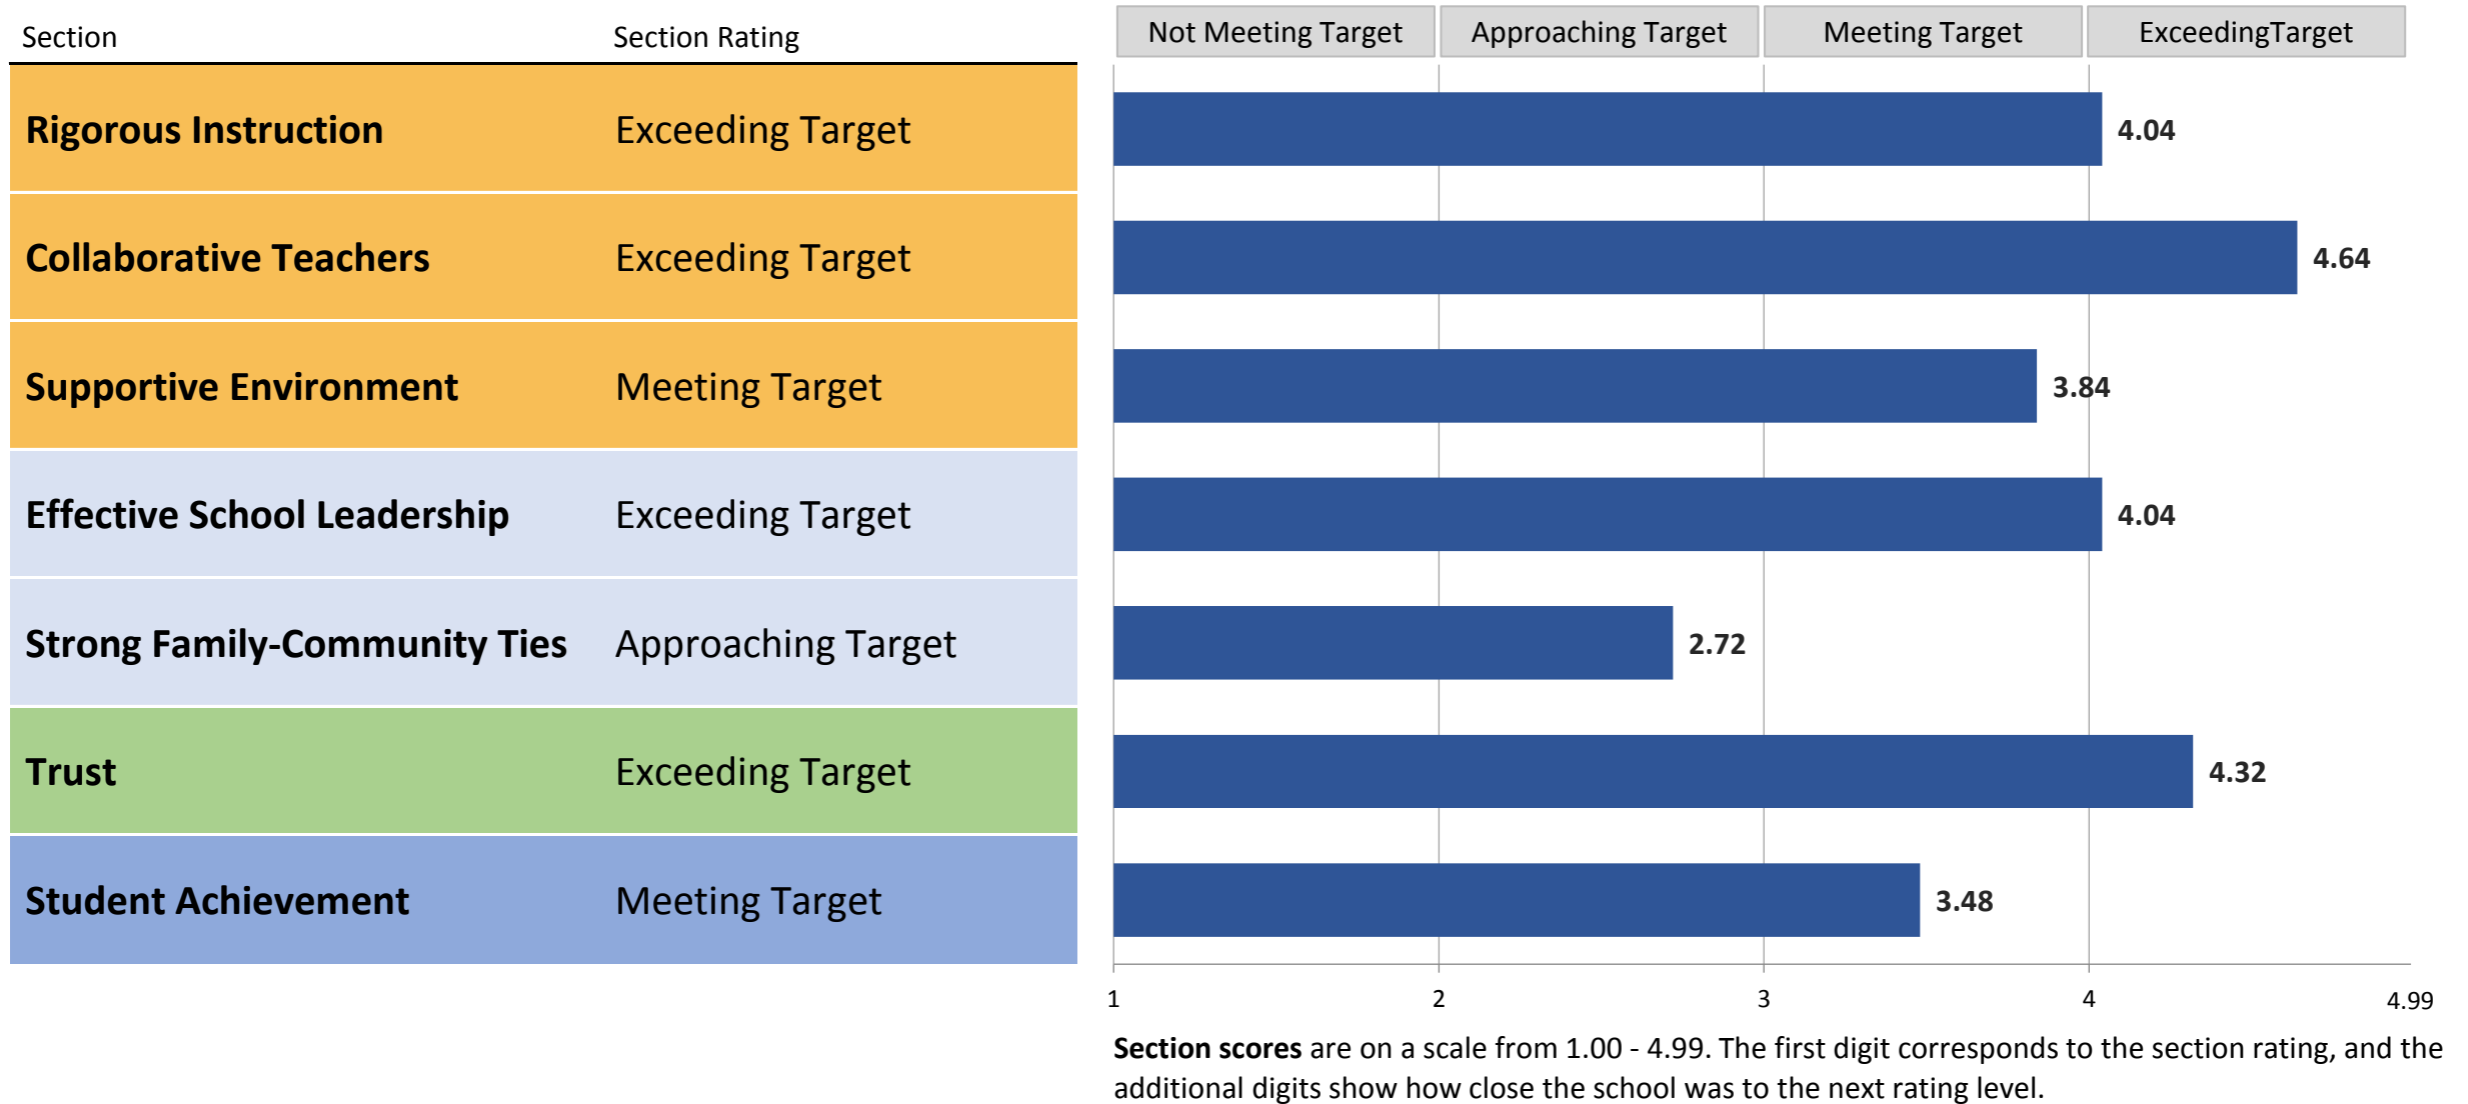 Section Section Rating Not Meeting Target Approaching Target Meeting Target ExceedingTarget
Rigorous Instruction Exceeding Target 4.04
Collaborative Teachers Exceeding Target 4.64
Supportive Environment Meeting Target 3.84
Effective School Leadership Exceeding Target 4.04
Strong Family-Community Ties Approaching Target 2.72
Trust Exceeding Target 4.32
Student Achievement Meeting Target 3.48
1 2 3 4 4.99
Section scores are on a scale from 1.00 - 4.99. The first digit corresponds to the section rating, and the
additional digits show how close the school was to the next rating level.